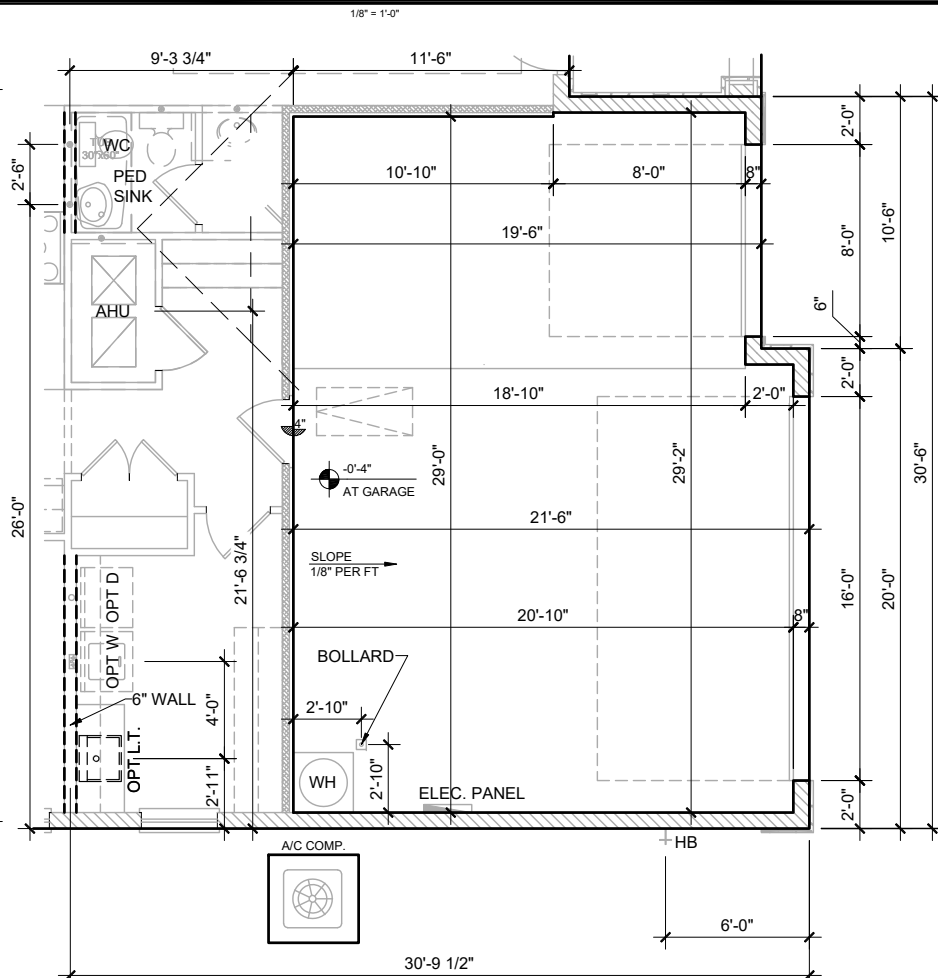 1/8" = 1'-0"
9'-3 3/4"
11'-6"
2'-0"
WC
30"x60"
PED
SINK
2'-6"
10'-10"
8'-0"
8"
19'-6"
8'-0"
10'-6"
AHU
6"
2'-0"
18'-10"
2'-0"
4"
-0'-4"
AT GARAGE
29'-0"
29'-2"
30'-6"
26'-0"
21'-6"
21'-6 3/4"
SLOPE
1/8" PER FT
16'-0"
20'-0"
OPT D
20'-10"
8"
OPT W
BOLLARD
6" WALL
2'-10"
4'-0"
OPT L.T.
WH
2'-10"
2'-11"
ELEC. PANEL
2'-0"
A/C COMP.
HB
6'-0"
30'-9 1/2"